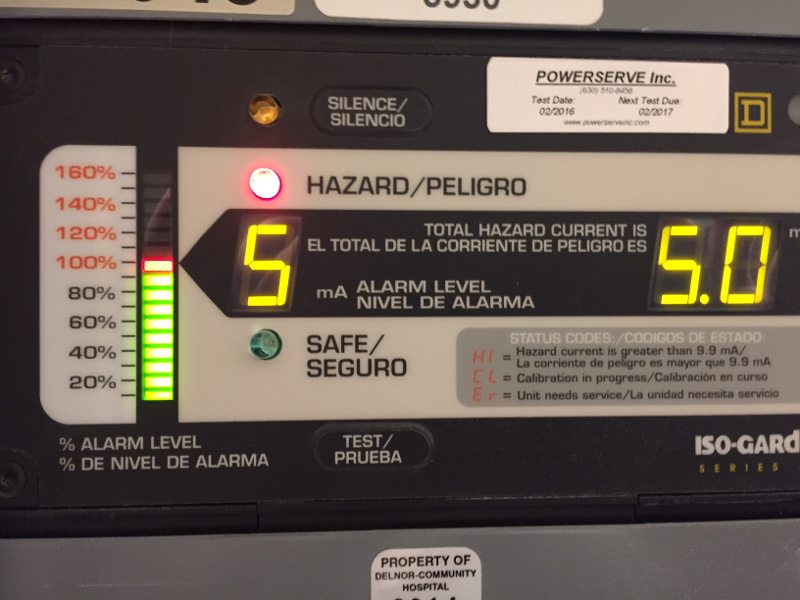 POWERSERVE Inc.
(630) 510-8456
Test Date:
Next Test Due:
02/2016
02/2017
www.powerserveinc.com
SILENCE/
SILENCIO
D
160%
140%
120%
100%
80%
60%
40%
20%
% ALARM LEVEL
% DE NIVEL DE ALARMA
HAZARD/PELIGRO
5
mA ALARM LEVEL
NIVEL DE ALARMA
TOTAL HAZARD CURRENT IS
EL TOTAL DE LA CORRIENTE DE PELIGRO ES
5.0
SAFE/
SEGURO
STATUS CODES:/CODIGOS DE ESTADO:
HI = Hazard current is greater than 9.9 mA/
La corriente de peligro es mayor que 9.9 mA
CL = Calibration in progress/Calibración en curso
Er = Unit needs service/La unidad necesita servicio
TEST/
PRUEBA
ISO-GARD
SERIES
PROPERTY OF
DELNOR-COMMUNITY
HOSPITAL